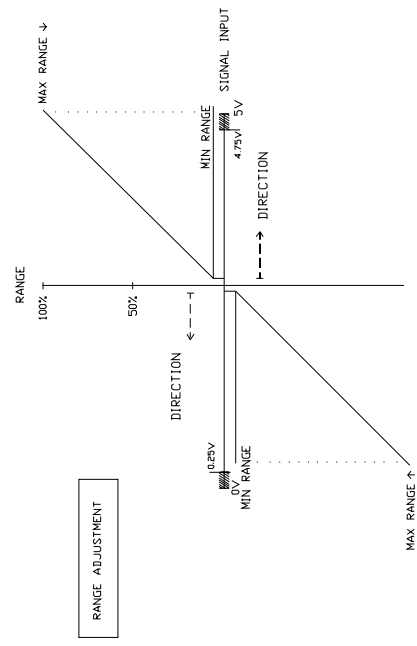 RANGE ADJUSTMENT
RANGE
100%
50%
MAX RANGE ↓
DIRECTION
MIN RANGE
SIGNAL INPUT
0.25V
0V
4.75V
5V
MIN RANGE
DIRECTION
MAX RANGE ↑